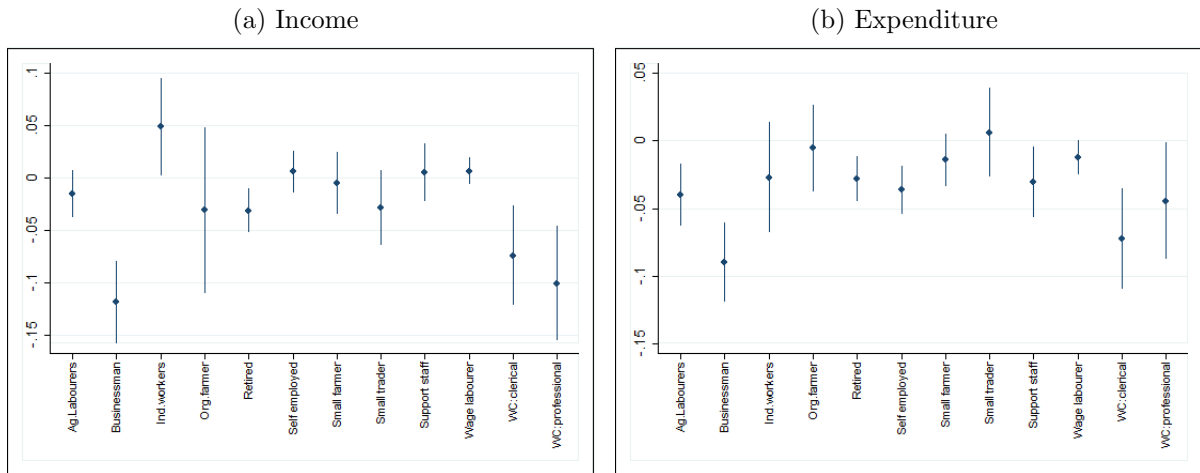 (a) Income
.1
.05
0
-.05
-.1
-.15
Ag.Labourers
Businessman
Ind.workers
Org.farmer
Retired
Self employed
Small farmer
Small trader
Support staff
Wage labourer
WC:clerical
WC:professional
(b) Expenditure
.05
0
-.05
-.1
-.15
Ag.Labourers
Businessman
Ind.workers
Org.farmer
Retired
Self employed
Small farmer
Small trader
Support staff
Wage labourer
WC:clerical
WC:professional